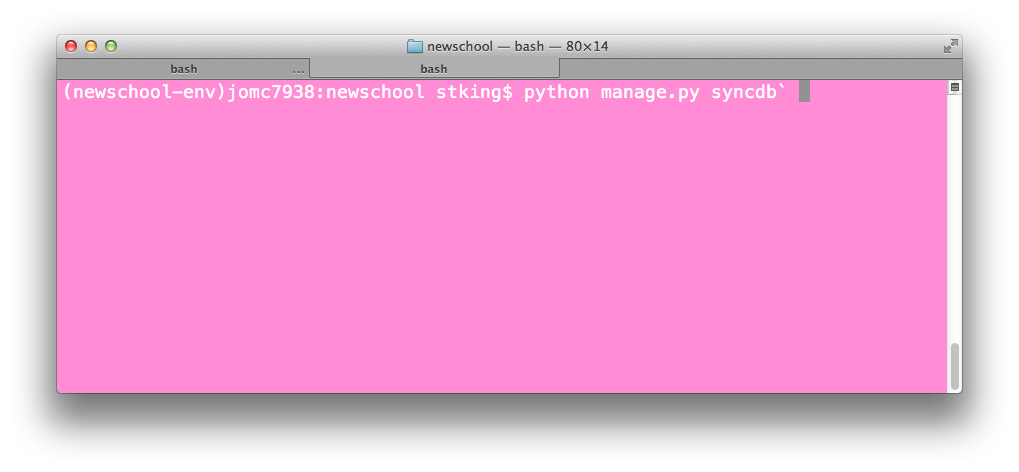 newschool — bash — 80×14
bash ... bash
(newschool-env)jomc7938:newschool stking$ python manage.py syncdb`